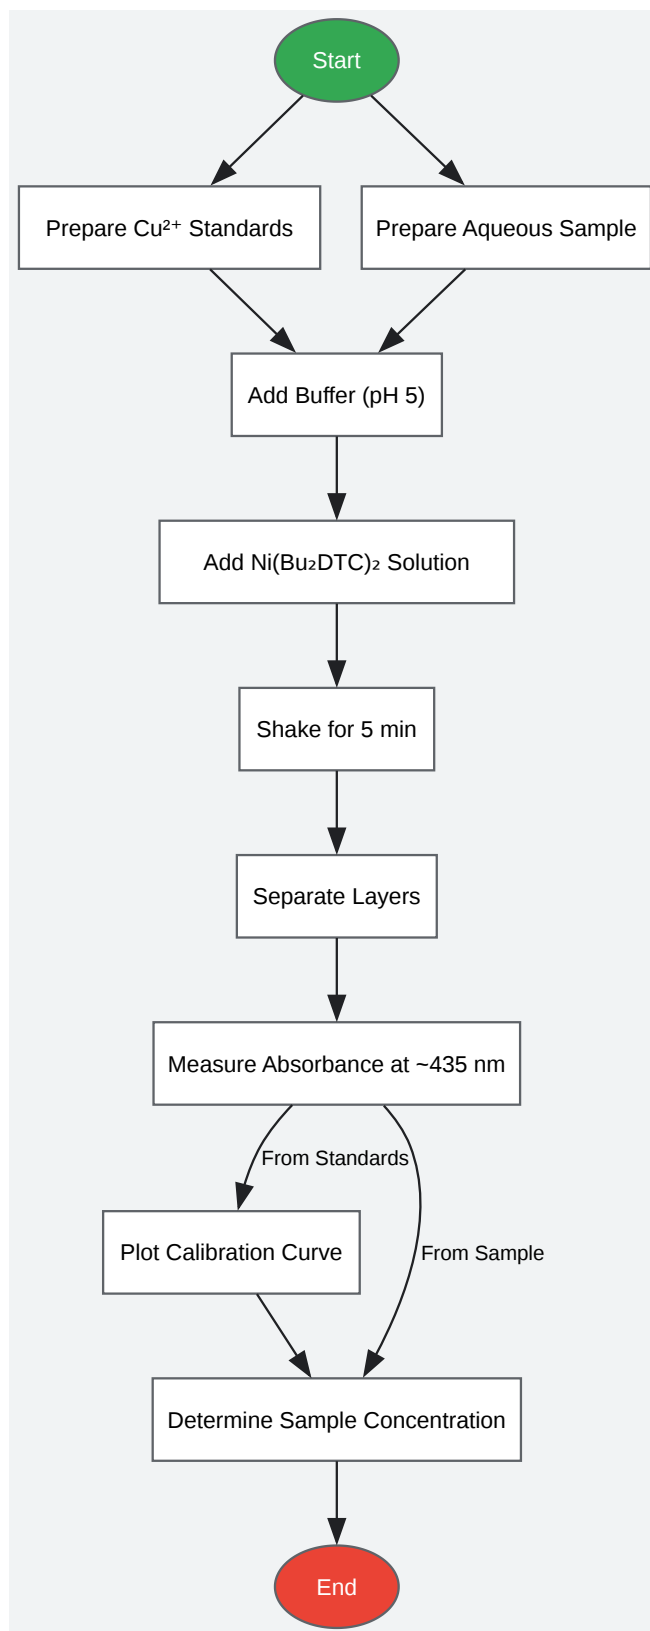 Start
Prepare Cu²⁺ Standards
Prepare Aqueous Sample
Add Buffer (pH 5)
Add Ni(Bu₂DTC)₂ Solution
Shake for 5 min
Separate Layers
Measure Absorbance at ~435 nm
From Standards
Plot Calibration Curve
From Sample
Determine Sample Concentration
End